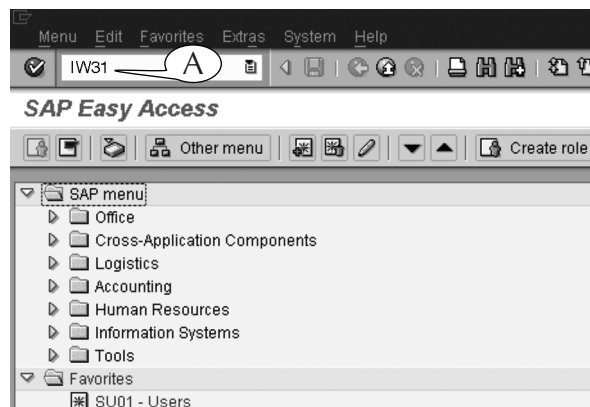 Menu Edit Favorites Extras System Help
IW31 A
SAP Easy Access
Other menu Create role
SAP menu
Office
Cross-Application Components
Logistics
Accounting
Human Resources
Information Systems
Tools
Favorites
SU01 - Users